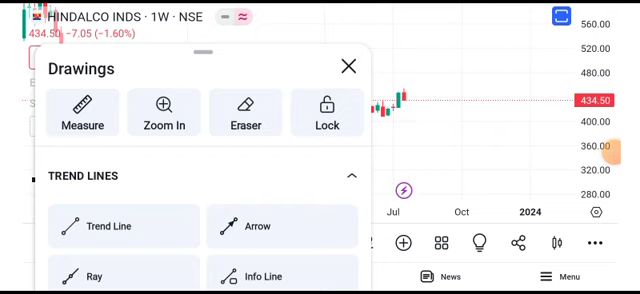 HINDALCO INDS · 1W · NSE
434.50 −7.05 (−1.60%)
Drawings
Measure
Zoom In
Eraser
Lock
TREND LINES
Trend Line
Arrow
Ray
Info Line
560.00
520.00
480.00
434.50
400.00
360.00
320.00
280.00
Jul
Oct
2024
News
Menu